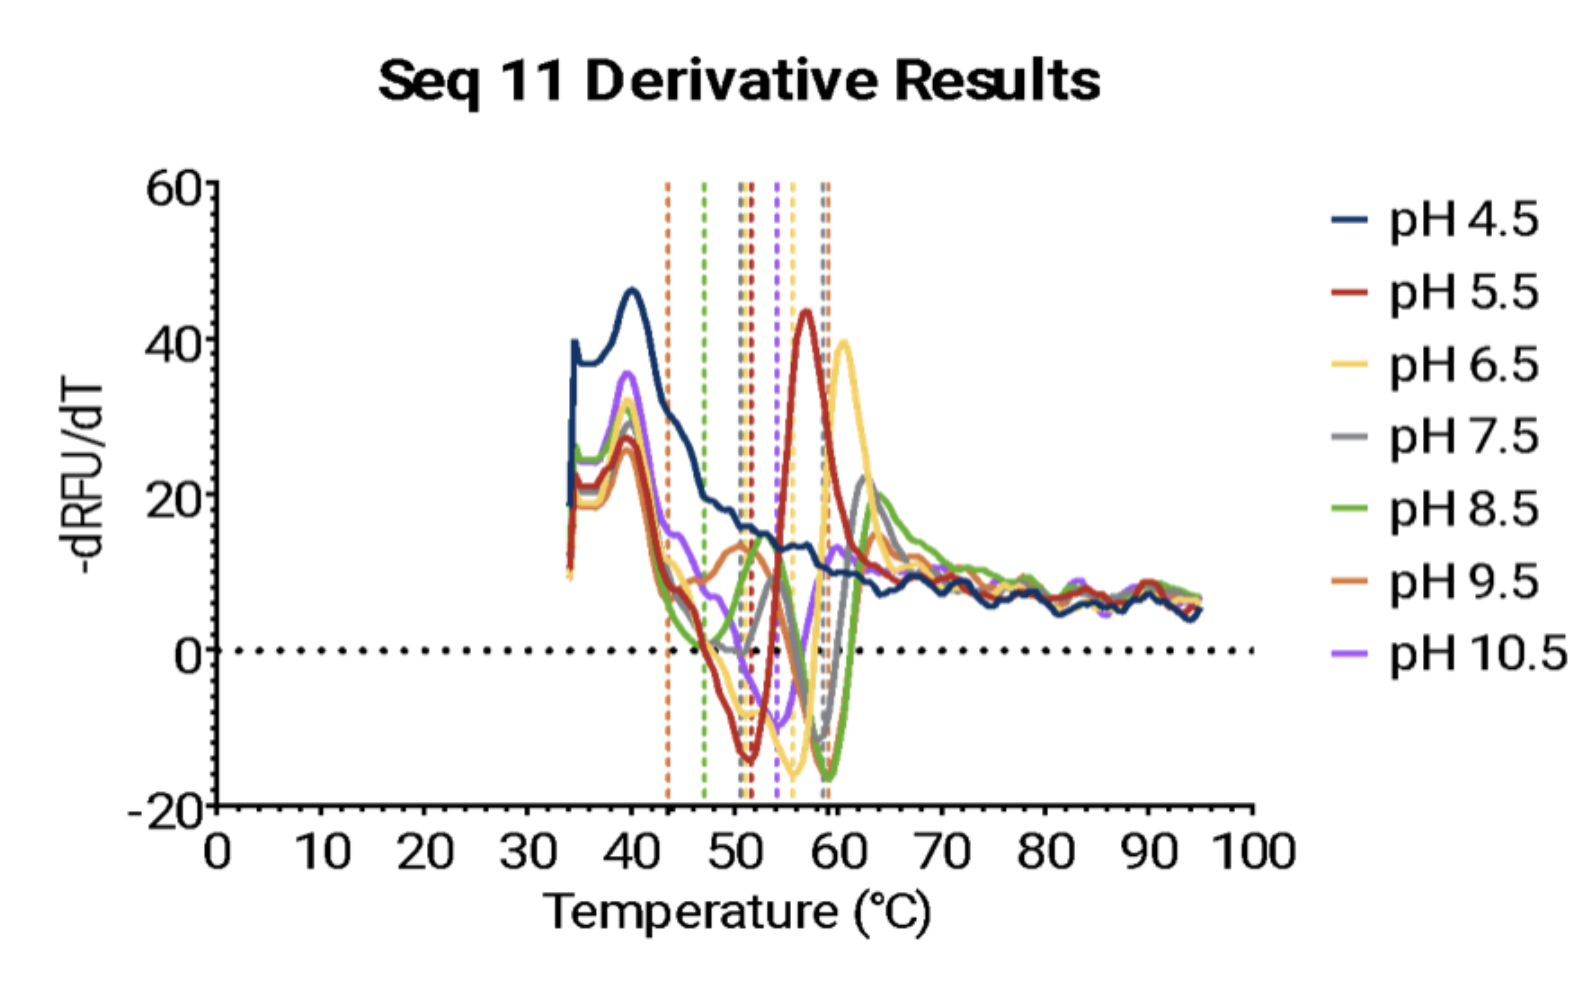 Seq 11 Derivative Results
60
40
20
0
-20
-dRFU/dT
0 10 20 30 40 50 60 70 80 90 100
Temperature (°C)
pH 4.5
pH 5.5
pH 6.5
pH 7.5
pH 8.5
pH 9.5
pH 10.5